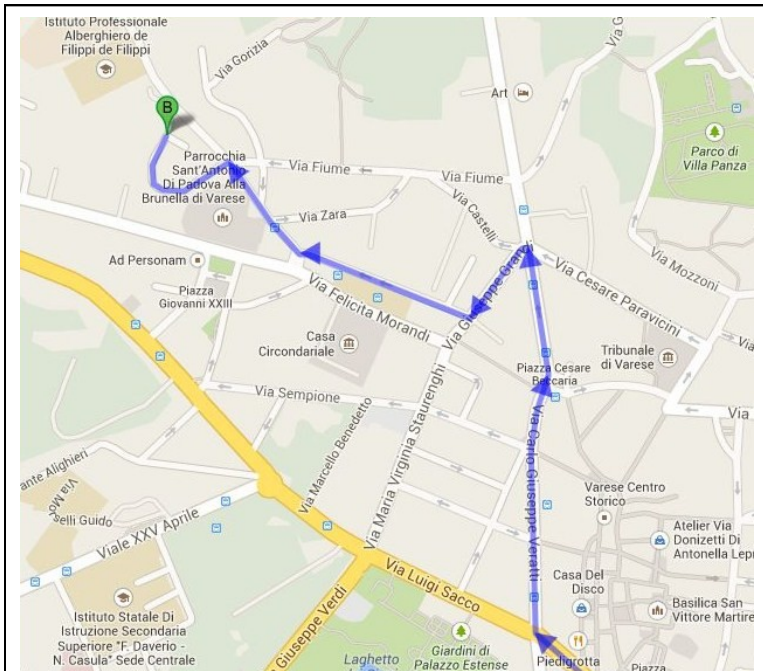 Istituto Professionale
Alberghiero de
Filippi de Filippi
Via Gorizia
Art
B
Parco di
Villa Panza
Parrocchia
Sant'Antonio
Di Padova Alla
Brunella di Varese
Via Fiume
Via Fiume
Via Castelli
Via Zara
Via Mozzoni
Ad Personam
Via Giuseppe Grandi
Via Cesare Paravicini
Piazza
Giovanni XXIII
Via Felicita Morandi
Casa
Circondariale
Tribunale
di Varese
Piazza Cesare
Beccaria
Via Sempione
Via Marcello Benedetto
Via Maria Virginia Staurenghi
Via Carlo Giuseppe Veratti
Via
ante Alighieri
selli Guido
Viale XXV Aprile
Varese Centro
Storico
Atelier Via
Donizetti Di
Antonella Lepu
Via Luigi Sacco
Casa Del
Disco
Istituto Statale Di
Istruzione Secondaria
Superiore "F. Daverio -
N. Casula" Sede Centrale
Giuseppe Verdi
Basilica San
Vittore Martire
Giardini di
Palazzo Estense
Piedigrotta
Laghetto
Piazza